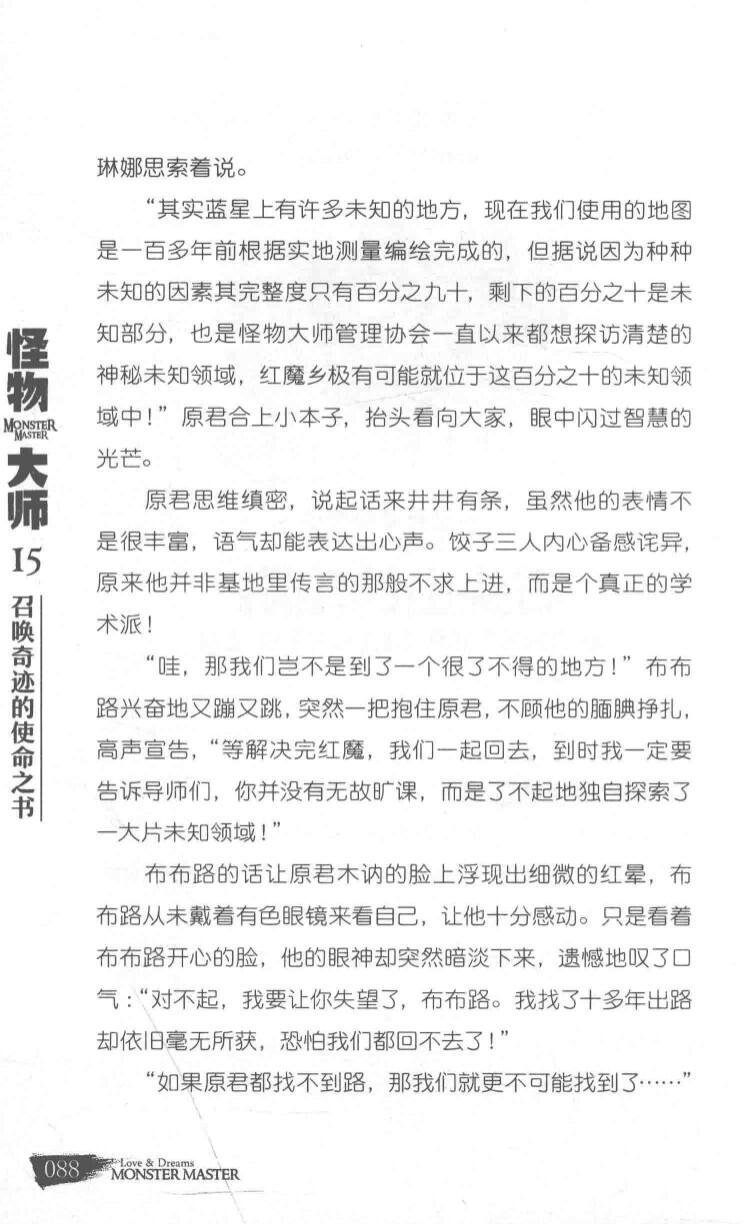 琳娜思索着说。
“其实蓝星上有许多未知的地方，现在我们使用的地图
是一百多年前根据实地测量编绘完成的，但据说因为种种
未知的因素其完整度只有百分之九十，剩下的百分之十是未
知部分，也是怪物大师管理协会一直以来都想探访清楚的
神秘未知领域，红魔乡极有可能就位于这百分之十的未知领
域中！”原君合上小本子，抬头看向大家，眼中闪过智慧的
光芒。
原君思维缜密，说起话来井井有条，虽然他的表情不
是很丰富，语气却能表达出心声。饺子三人内心备感诧异，
原来他并非基地里传言的那般不求上进，而是个真正的学
术派！
“哇，那我们岂不是到了一个很了不得的地方！”布布
路兴奋地又蹦又跳，突然一把抱住原君，不顾他的腼腆挣扎，
高声宣告，“等解决完红魔，我们一起回去，到时我一定要
告诉导师们，你并没有无故旷课，而是了不起地独自探索了
一大片未知领域！”
布布路的话让原君木讷的脸上浮现出细微的红晕，布
布路从未戴着有色眼镜来看自己，让他十分感动。只是看着
布布路开心的脸，他的眼神却突然暗淡下来，遗憾地叹了口
气：“对不起，我要让你失望了，布布路。我找了十多年出路
却依旧毫无所获，恐怕我们都回不去了！”
“如果原君都找不到路，那我们就更不可能找到了……”
怪物
MONSTER
MASTER
大师
15
召唤奇迹的使命之书
088
Love & Dreams
MONSTER MASTER